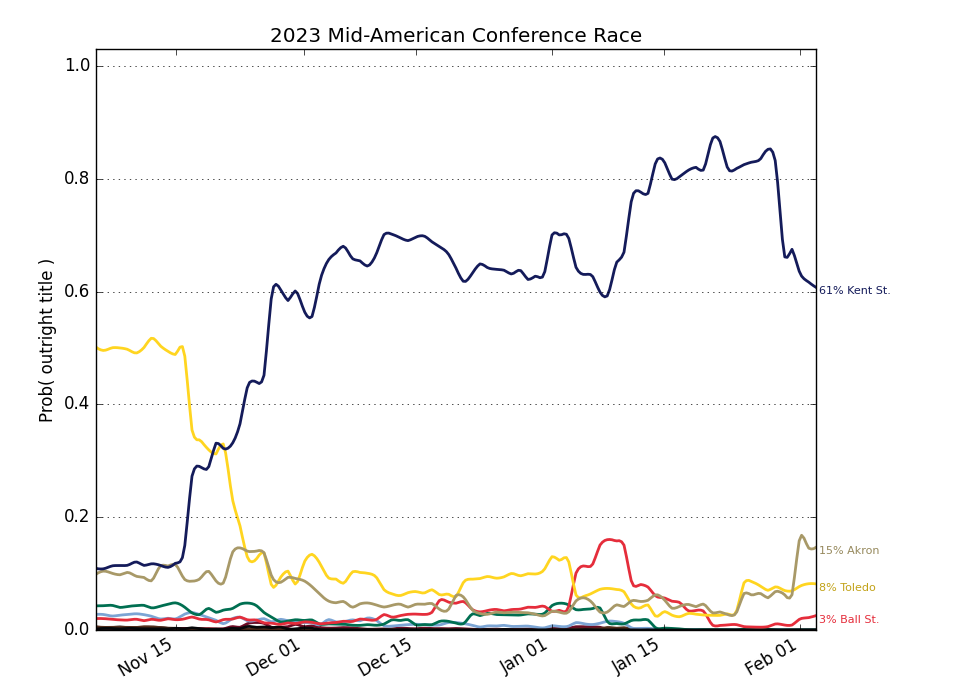 2023 Mid-American Conference Race
Prob( outright title )
1.0
0.8
0.6
0.4
0.2
0.0
61% Kent St.
15% Akron
8% Toledo
3% Ball St.
Nov 15
Dec 01
Dec 15
Jan 01
Jan 15
Feb 01